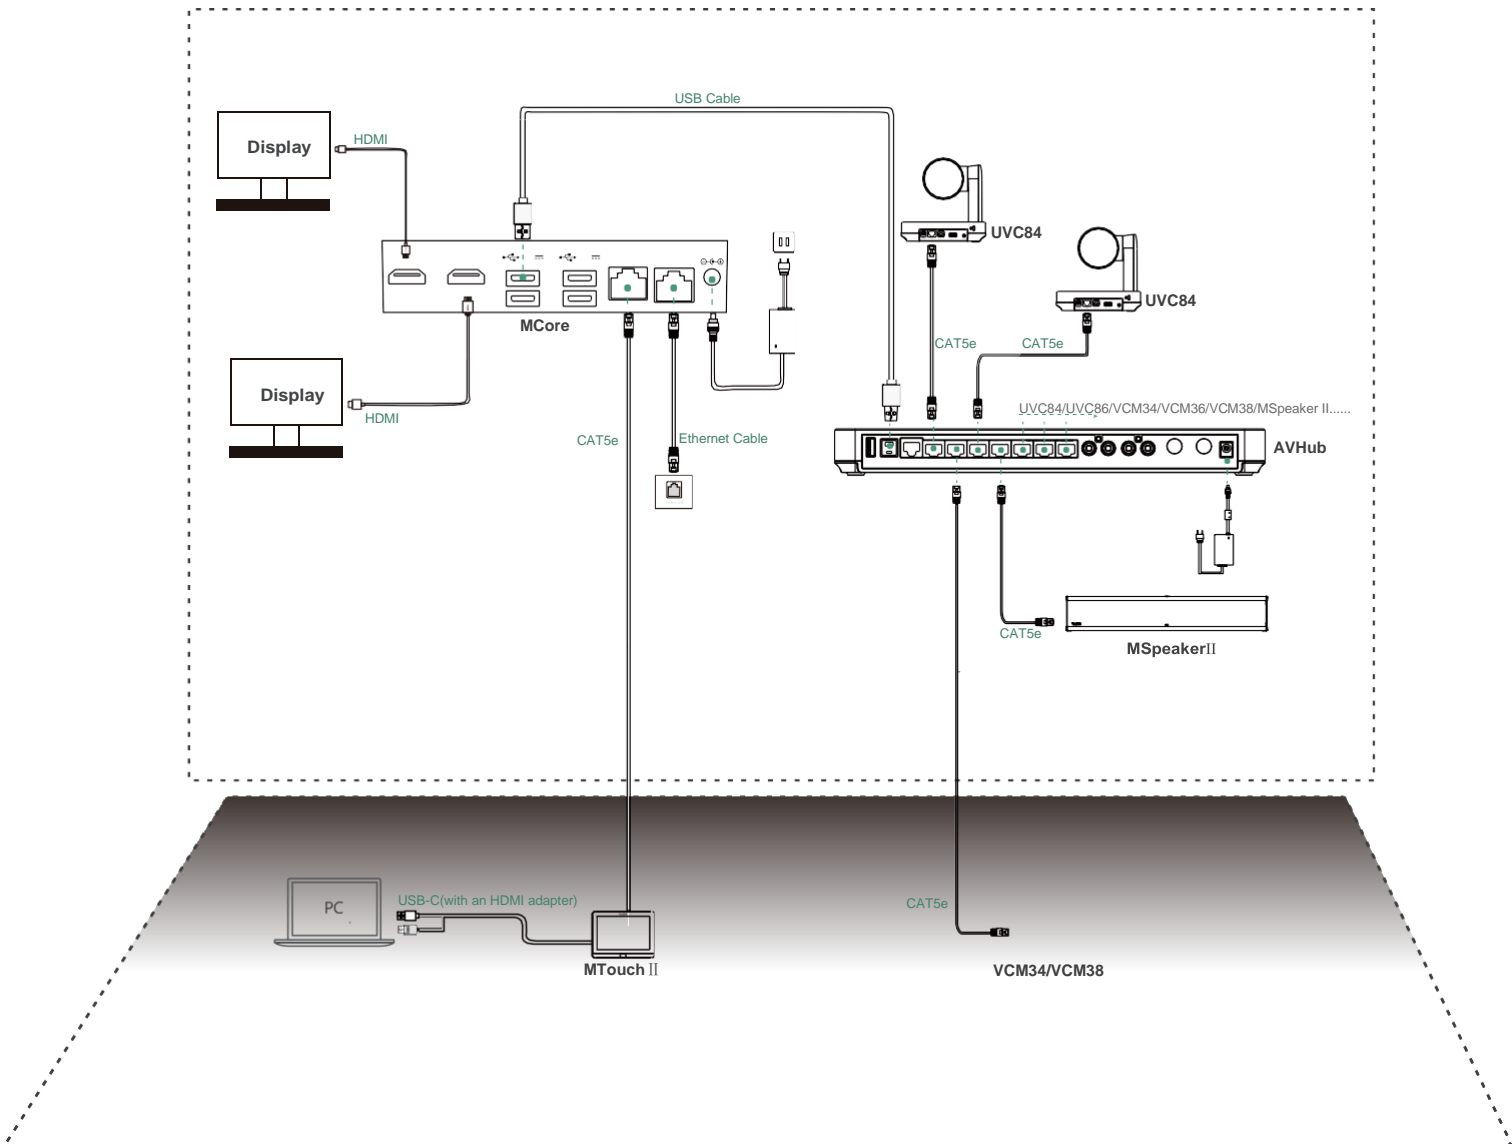 USB Cable
Display
HDMI
UVC84
UVC84
MCore
CAT5e
CAT5e
Display
HDMI
UVC84/UVC86/VCM34/VCM36/VCM38/MSpeaker II......
CAT5e
Ethernet Cable
AVHub
CAT5e
MSpeakerII
PC
USB-C(with an HDMI adapter)
CAT5e
MTouch II
VCM34/VCM38